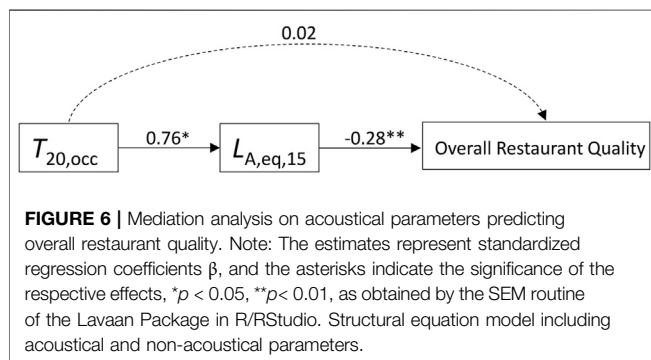 0.02
T20,occ
0.76*
LA,eq,15
-0.28**
Overall Restaurant Quality
FIGURE 6 | Mediation analysis on acoustical parameters predicting
overall restaurant quality. Note: The estimates represent standardized
regression coefficients β, and the asterisks indicate the significance of the
respective effects, *p < 0.05, **p< 0.01, as obtained by the SEM routine
of the Lavaan Package in R/RStudio. Structural equation model including
acoustical and non-acoustical parameters.